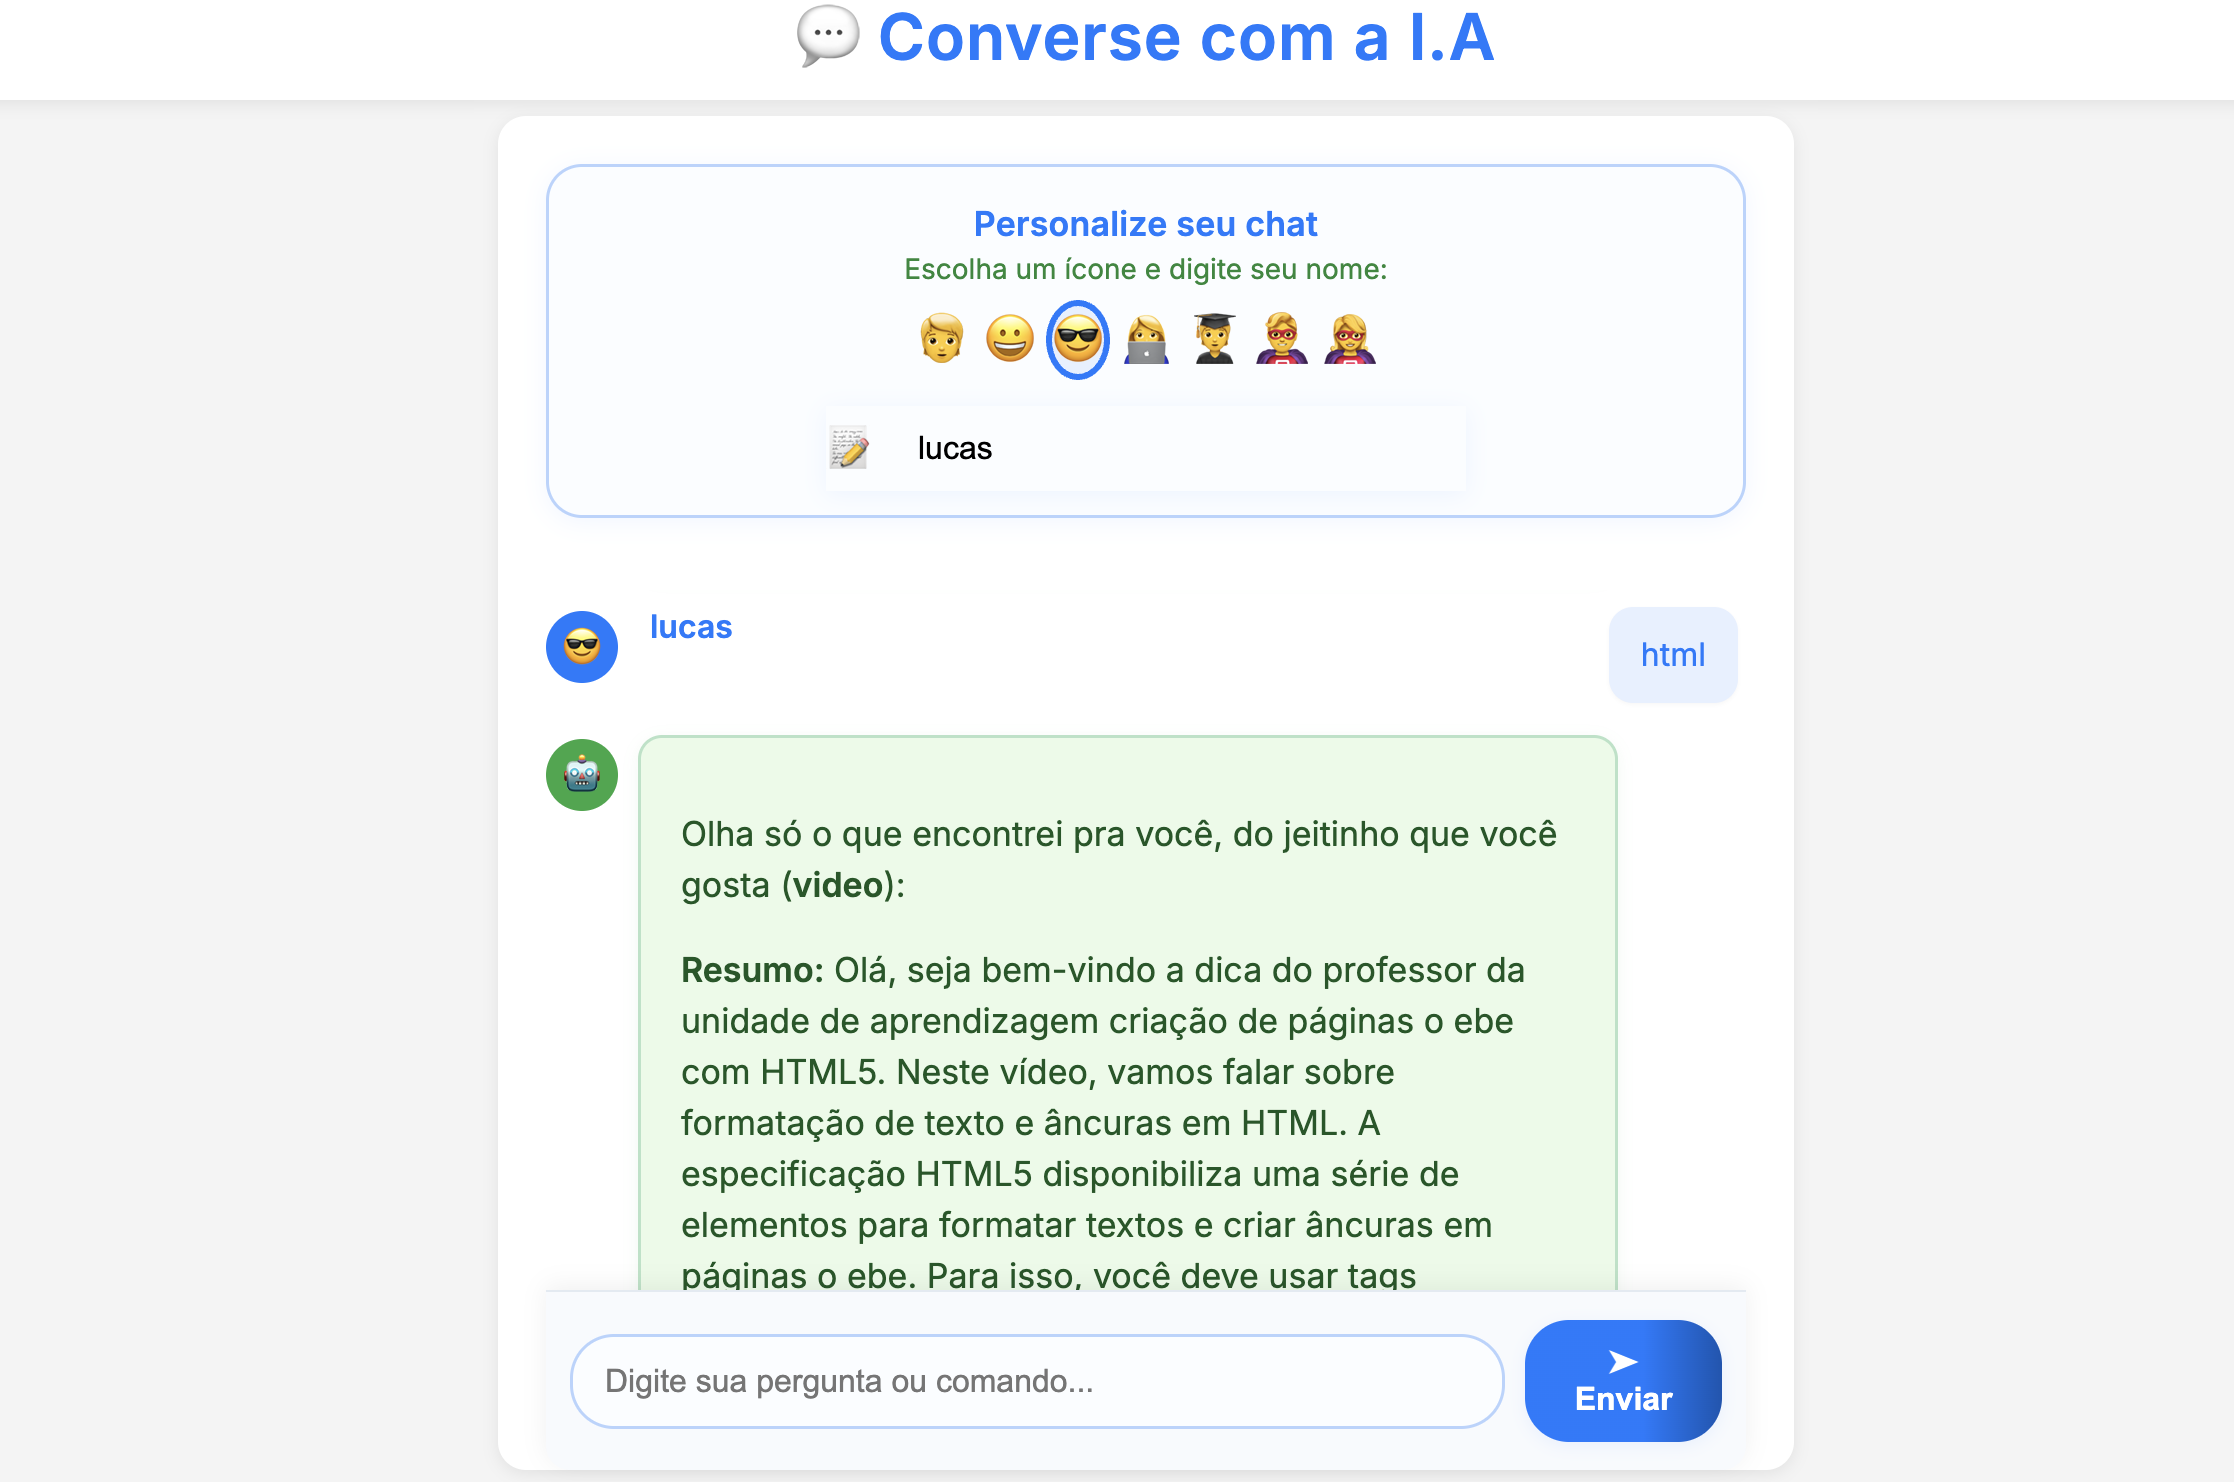 💬 Converse com a I.A
Personalize seu chat
Escolha um ícone e digite seu nome:
lucas
lucas
html
Olha só o que encontrei pra você, do jeitinho que você
gosta (video):
Resumo: Olá, seja bem-vindo a dica do professor da
unidade de aprendizagem criação de páginas o ebe
com HTML5. Neste vídeo, vamos falar sobre
formatação de texto e âncuras em HTML. A
especificação HTML5 disponibiliza uma série de
elementos para formatar textos e criar âncuras em
páginas o ebe. Para isso, você deve usar tags
Digite sua pergunta ou comando...
➤
Enviar